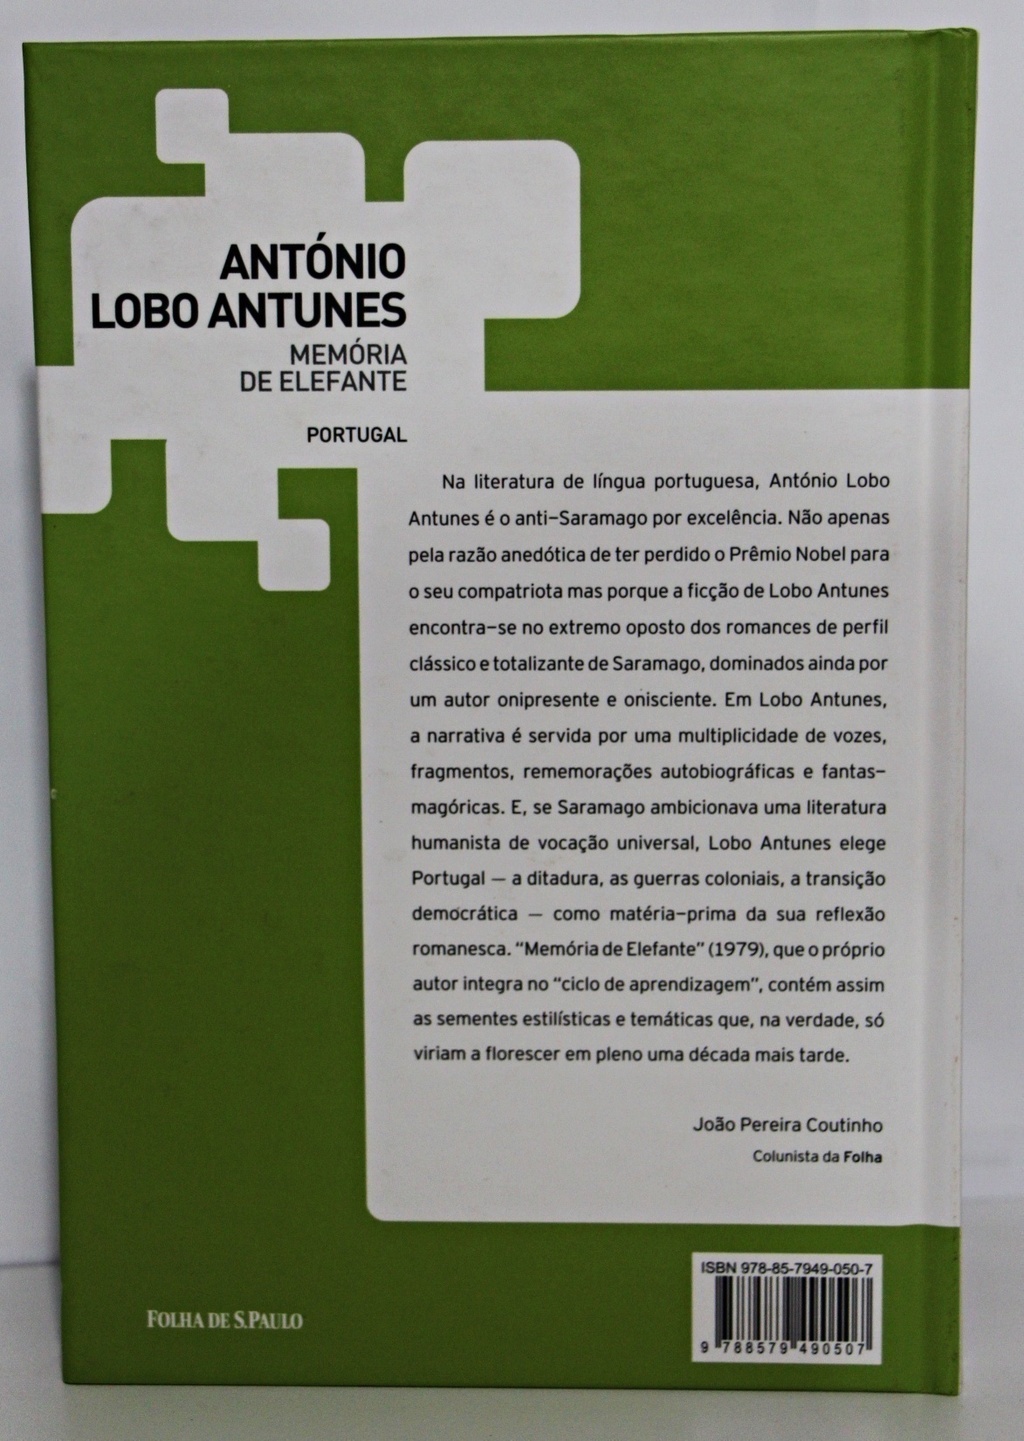 ANTÓNIO
LOBO ANTUNES
MEMÓRIA
DE ELEFANTE
PORTUGAL
Na literatura de língua portuguesa, António Lobo
Antunes é o anti-Saramago por excelência. Não apenas
pela razão anedótica de ter perdido o Prêmio Nobel para
o seu compatriota mas porque a ficção de Lobo Antunes
encontra-se no extremo oposto dos romances de perfil
clássico e totalizante de Saramago, dominados ainda por
um autor onipresente e onisciente. Em Lobo Antunes,
a narrativa é servida por uma multiplicidade de vozes,
fragmentos, rememorações autobiográficas e fantas-
magóricas. E, se Saramago ambicionava uma literatura
humanista de vocação universal, Lobo Antunes elege
Portugal — a ditadura, as guerras coloniais, a transição
democrática — como matéria-prima da sua reflexão
romanesca. “Memória de Elefante” (1979), que o próprio
autor integra no “ciclo de aprendizagem”, contém assim
as sementes estilísticas e temáticas que, na verdade, só
viriam a florescer em pleno uma década mais tarde.
João Pereira Coutinho
Colunista da Folha
ISBN 978-85-7949-050-7
9 788579 490507
FOLHA DE S.PAULO